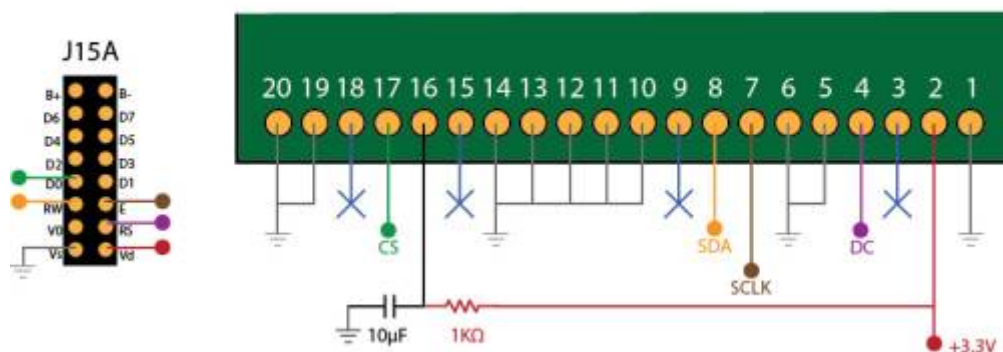 J15A
B+ B-
D6 D7
D4 D5
D2 D3
D0 D1
RW E
V0 RS
Vs Vd
20 19 18 17 16 15 14 13 12 11 10 9 8 7 6 5 4 3 2 1
CS SDA DC
SCLK
10µF 1KΩ +3.3V